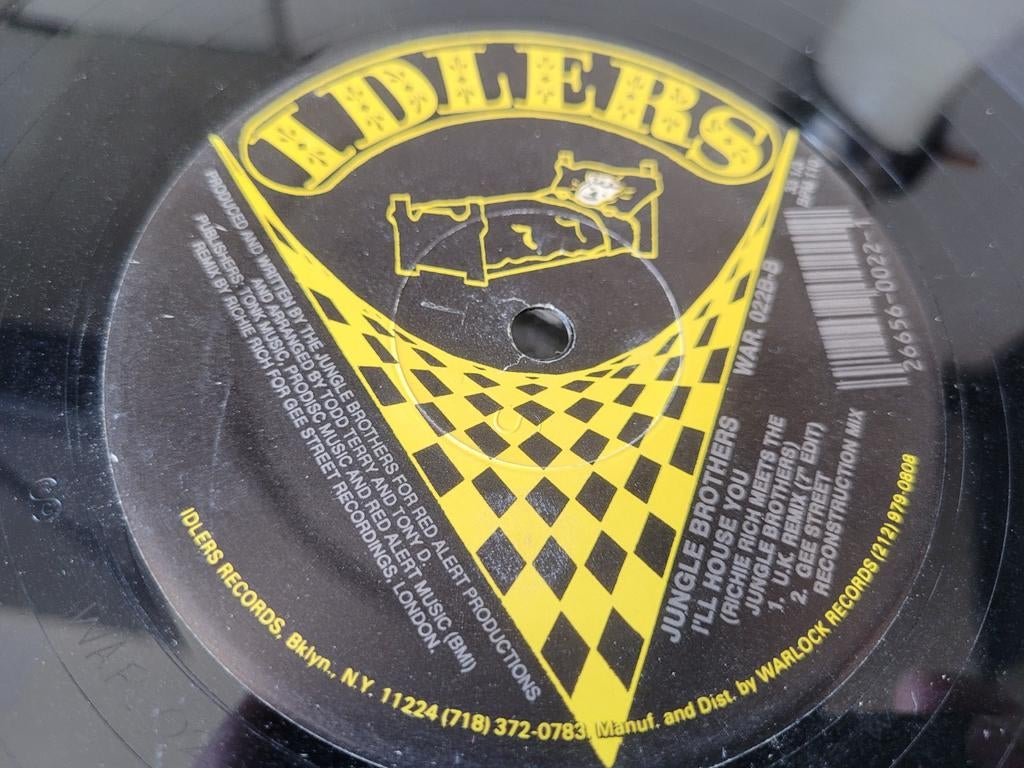 IDLERS
PRODUCED AND WRITTEN BY THE JUNGLE BROTHERS FOR RED ALERT PRODUCTIONS
AND ARRANGED BY TODD TERRY AND TONY D.
PUBLISHERS: TONK MUSIC, PRODISC MUSIC AND RED ALERT MUSIC (BMI)
REMIX BY RICHIE RICH FOR GEE STREET RECORDINGS, LONDON.
26656-0022-1
WAR. 022B-B
JUNGLE BROTHERS
I'LL HOUSE YOU
(RICHIE RICH MEETS THE
JUNGLE BROTHERS)
1. U.K. REMIX (7" EDIT)
2. GEE STREET
RECONSTRUCTION MIX
IDLERS RECORDS, Bklyn., N.Y. 11224 (718) 372-0783. Manuf. and Dist. by WARLOCK RECORDS (212) 979-0808